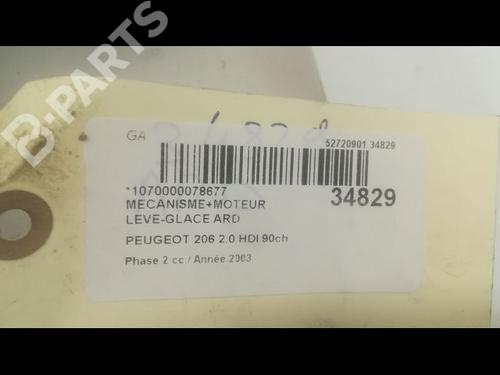 B-PARTS
34829
GA
52720901 34829
*1070000078677
34829
MECANISME+MOTEUR
LEVE-GLACE ARD
PEUGEOT 206 2.0 HDI 90ch
Phase 2 cc / Année 2003